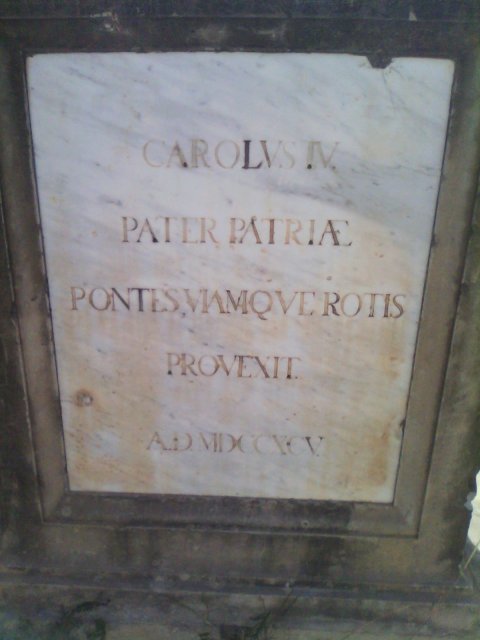 CAROLVS IV.
PATER PATRIÆ
PONTES, VIAMQVE ROTIS
PROVEXIT.
A.D MDCCXCV.